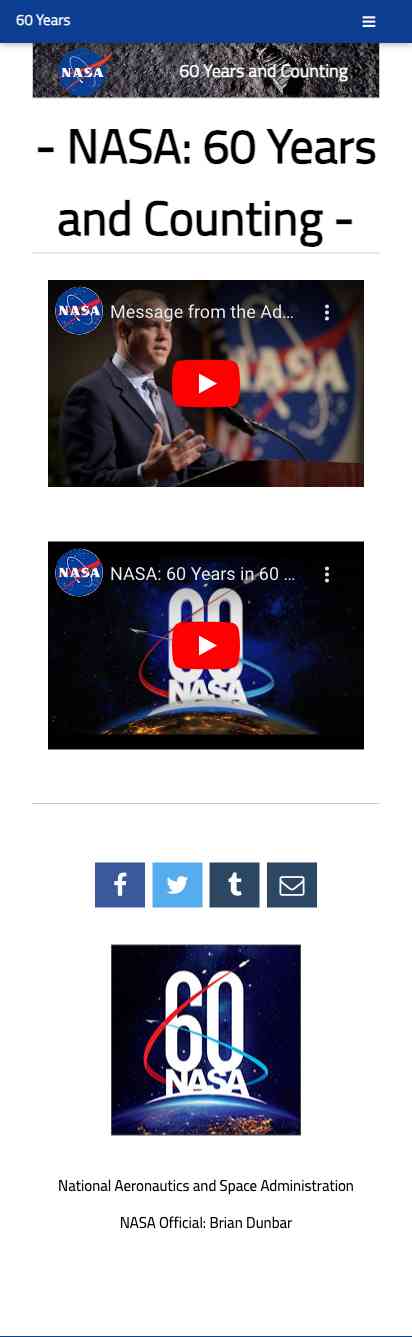 60 Years
NASA
60 Years and Counting
- NASA: 60 Years
and Counting -
NASA
Message from the Ad...
NASA
NASA
NASA: 60 Years in 60 ...
60
NASA
f
t
60
NASA
National Aeronautics and Space Administration
NASA Official: Brian Dunbar